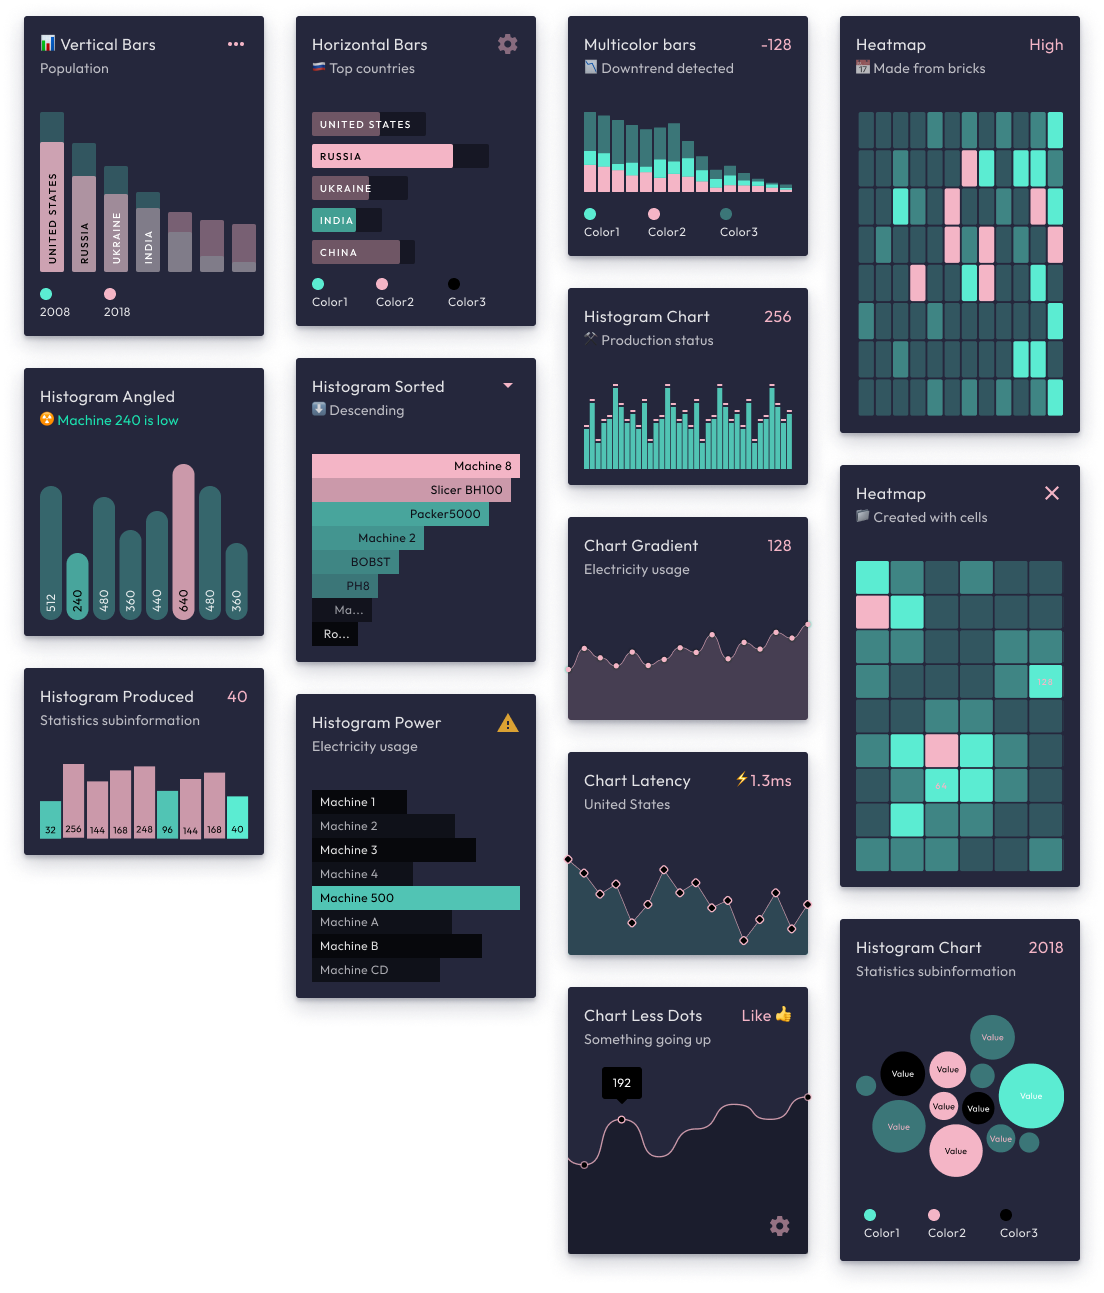 Vertical Bars
Population
UNITED STATES
RUSSIA
UKRAINE
INDIA
2008
2018
Histogram Angled
Machine 240 is low
512
240
480
360
440
640
480
360
Histogram Produced
40
Statistics subinformation
32
256
144
168
248
96
144
168
40
Horizontal Bars
Top countries
UNITED STATES
RUSSIA
UKRAINE
INDIA
CHINA
Color1
Color2
Color3
Histogram Sorted
Descending
Machine 8
Slicer BH100
Packer5000
Machine 2
BOBST
PH8
Ma...
Ro...
Histogram Power
Electricity usage
Machine 1
Machine 2
Machine 3
Machine 4
Machine 500
Machine A
Machine B
Machine CD
Multicolor bars
-128
Downtrend detected
Color1
Color2
Color3
Histogram Chart
256
Production status
Chart Gradient
128
Electricity usage
Chart Latency
⚡1.3ms
United States
Chart Less Dots
Like 👍
Something going up
192
Heatmap
High
Made from bricks
Heatmap
Created with cells
Histogram Chart
2018
Statistics subinformation
Value
Value
Value
Value
Value
Value
Value
Value
Value
Color1
Color2
Color3